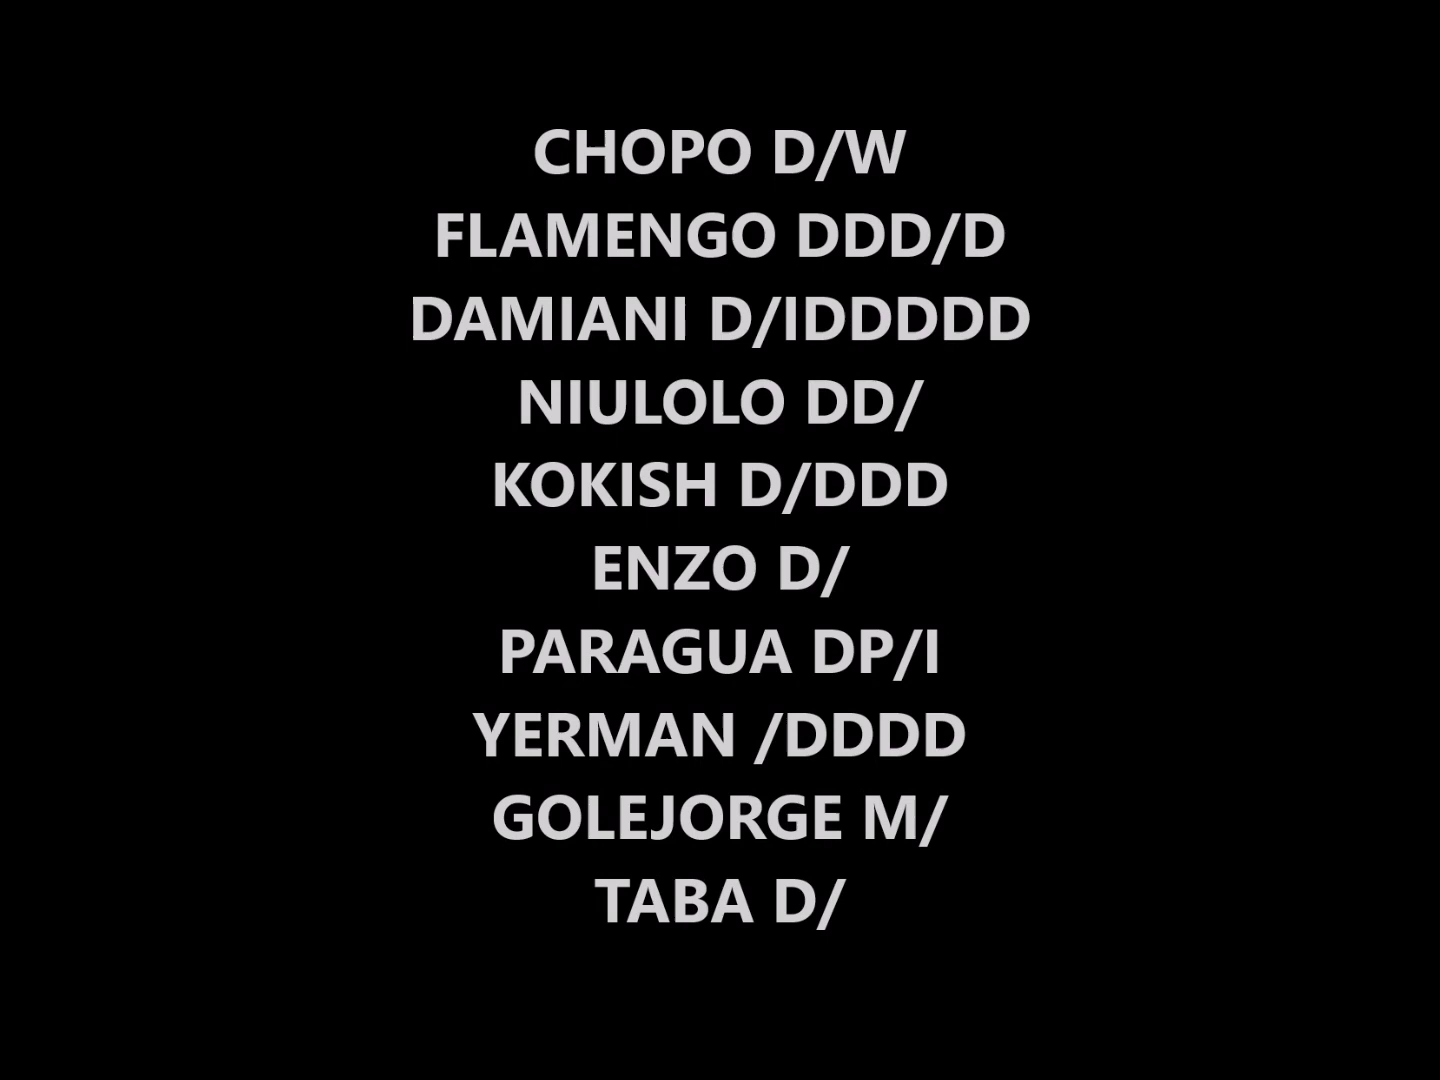 CHOPO D/W
FLAMENGO DDD/D
DAMIANI D/IDDDDD
NIULOLO DD/
KOKISH D/DDD
ENZO D/
PARAGUA DP/I
YERMAN /DDDD
GOLEJORGE M/
TABA D/